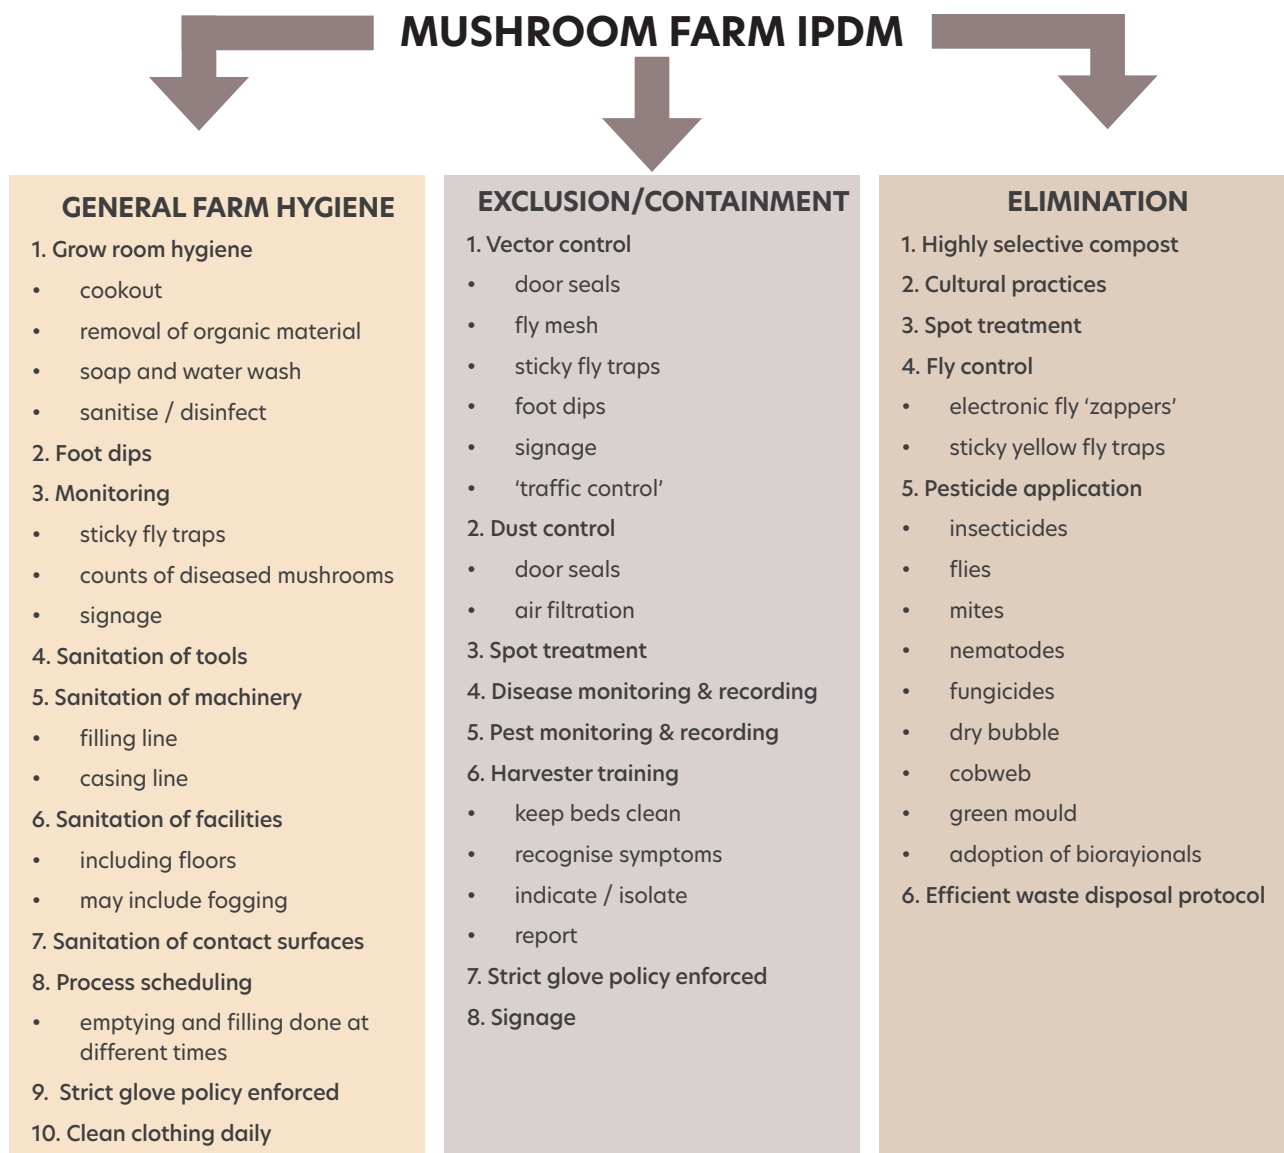 MUSHROOM FARM IPDM
GENERAL FARM HYGIENE
1. Grow room hygiene
• cookout
• removal of organic material
• soap and water wash
• sanitise / disinfect
2. Foot dips
3. Monitoring
• sticky fly traps
• counts of diseased mushrooms
• signage
4. Sanitation of tools
5. Sanitation of machinery
• filling line
• casing line
6. Sanitation of facilities
• including floors
• may include fogging
7. Sanitation of contact surfaces
8. Process scheduling
• emptying and filling done at
different times
9. Strict glove policy enforced
10. Clean clothing daily
EXCLUSION/CONTAINMENT
1. Vector control
• door seals
• fly mesh
• sticky fly traps
• foot dips
• signage
• ‘traffic control’
2. Dust control
• door seals
• air filtration
3. Spot treatment
4. Disease monitoring & recording
5. Pest monitoring & recording
6. Harvester training
• keep beds clean
• recognise symptoms
• indicate / isolate
• report
7. Strict glove policy enforced
8. Signage
ELIMINATION
1. Highly selective compost
2. Cultural practices
3. Spot treatment
4. Fly control
• electronic fly ‘zappers’
• sticky yellow fly traps
5. Pesticide application
• insecticides
• flies
• mites
• nematodes
• fungicides
• dry bubble
• cobweb
• green mould
• adoption of biorayionals
6. Efficient waste disposal protocol